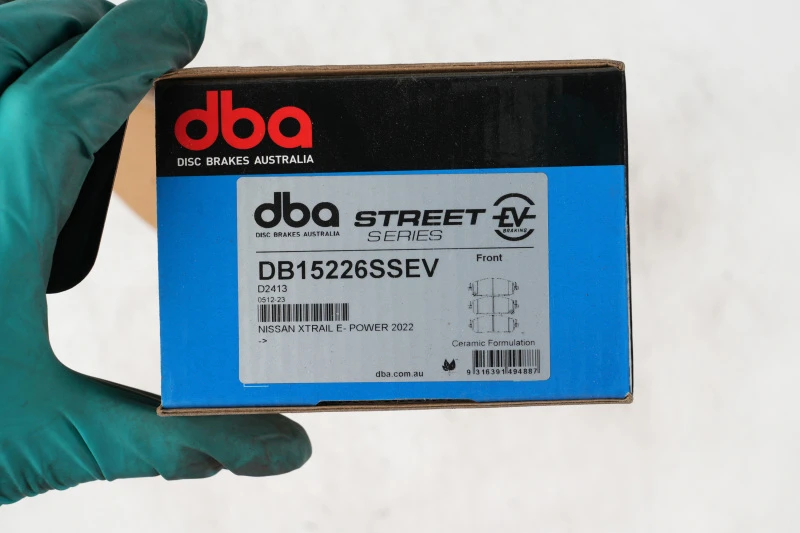 dba
DISC BRAKES AUSTRALIA
dba STREET EV
DISC BRAKES AUSTRALIA SERIES BRAKING
DB15226SSEV Front
D2413
0512-23
NISSAN XTRAIL E- POWER 2022
->
Ceramic Formulation
dba.com.au
9 316391 494887